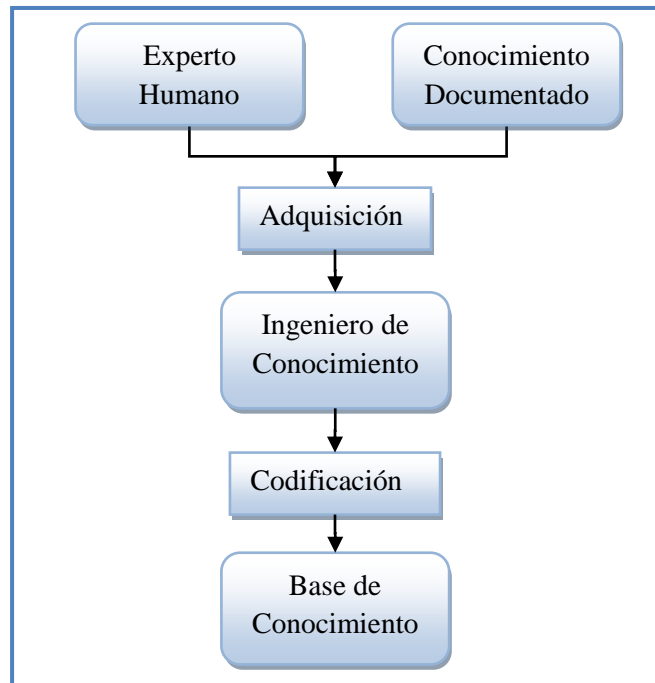 Experto
Humano
Conocimiento
Documentado
Adquisición
Ingeniero de
Conocimiento
Codificación
Base de
Conocimiento